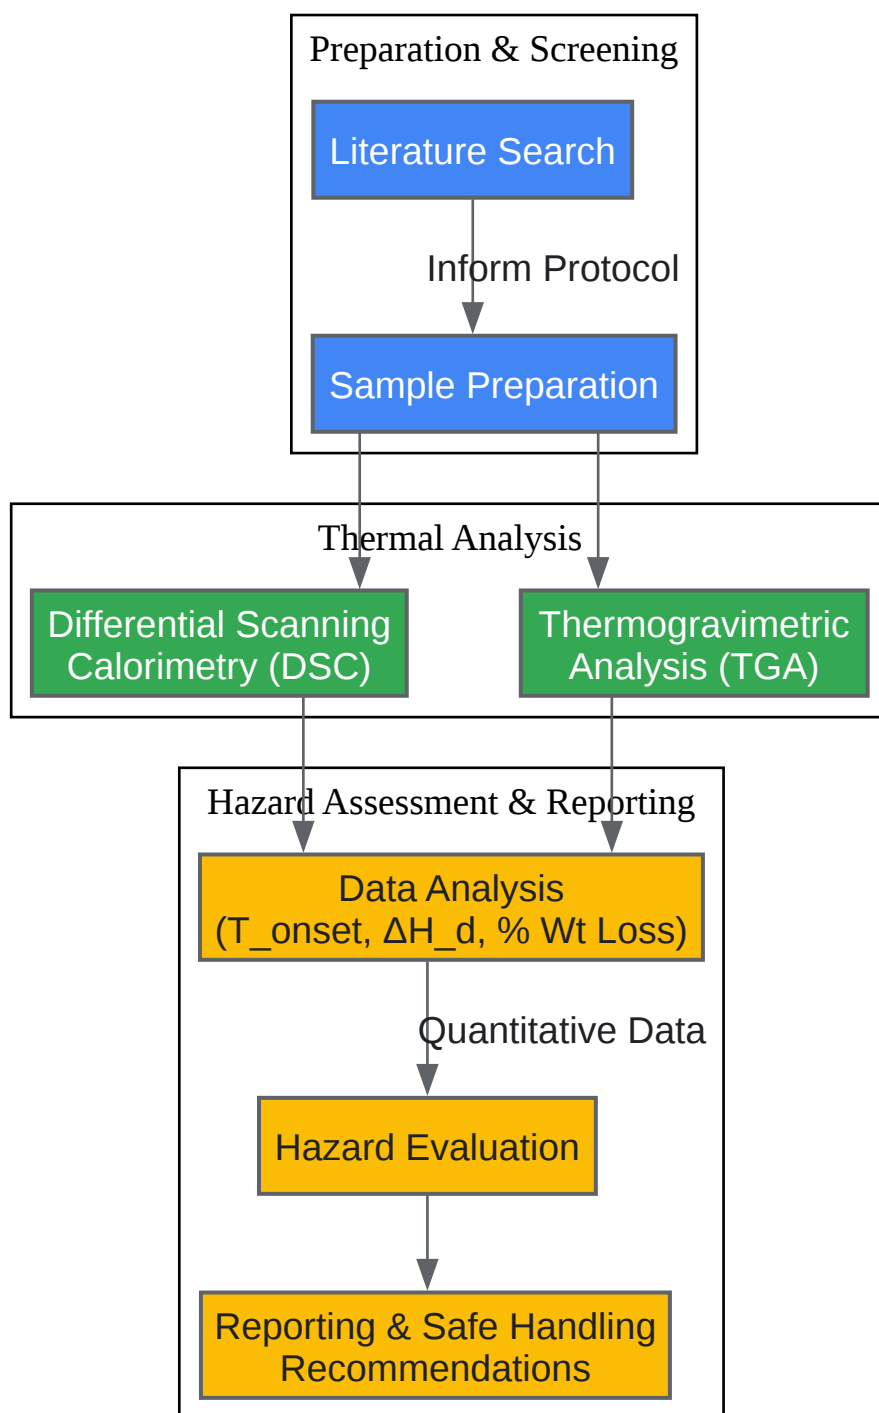 Preparation & Screening
Literature Search
Inform Protocol
Sample Preparation
Thermal Analysis
Differential Scanning
Calorimetry (DSC)
Thermogravimetric
Analysis (TGA)
Hazard Assessment & Reporting
Data Analysis
(T_onset, ΔH_d, % Wt Loss)
Quantitative Data
Hazard Evaluation
Reporting & Safe Handling
Recommendations